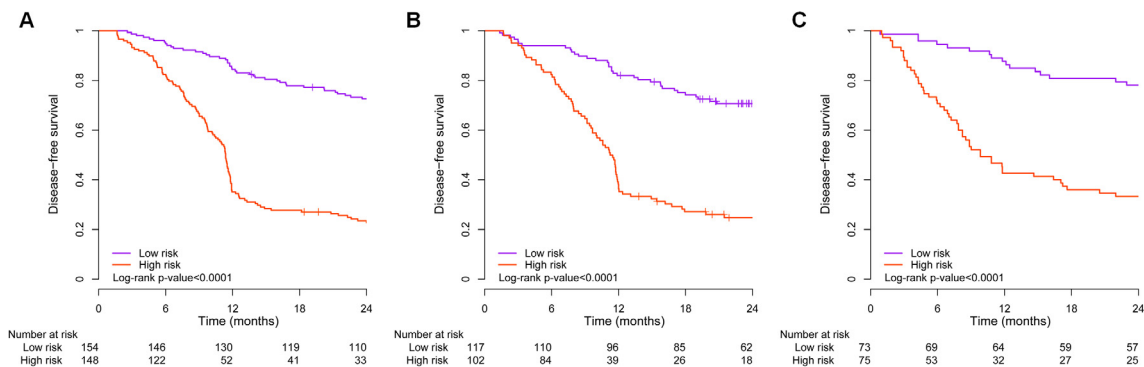 A
Disease-free survival
1
0.8
0.6
0.4
0.2
0
Low risk
High risk
Log-rank p-value<0.0001
0 6 12 18 24
Time (months)
Number at risk
Low risk 154 146 130 119 110
High risk 148 122 52 41 33
B
Disease-free survival
1
0.8
0.6
0.4
0.2
0
Low risk
High risk
Log-rank p-value<0.0001
0 6 12 18 24
Time (months)
Number at risk
Low risk 117 110 96 85 62
High risk 102 84 39 26 18
C
Disease-free survival
1
0.8
0.6
0.4
0.2
0
Low risk
High risk
Log-rank p-value<0.0001
0 6 12 18 24
Time (months)
Number at risk
Low risk 73 69 64 59 57
High risk 75 53 32 27 25